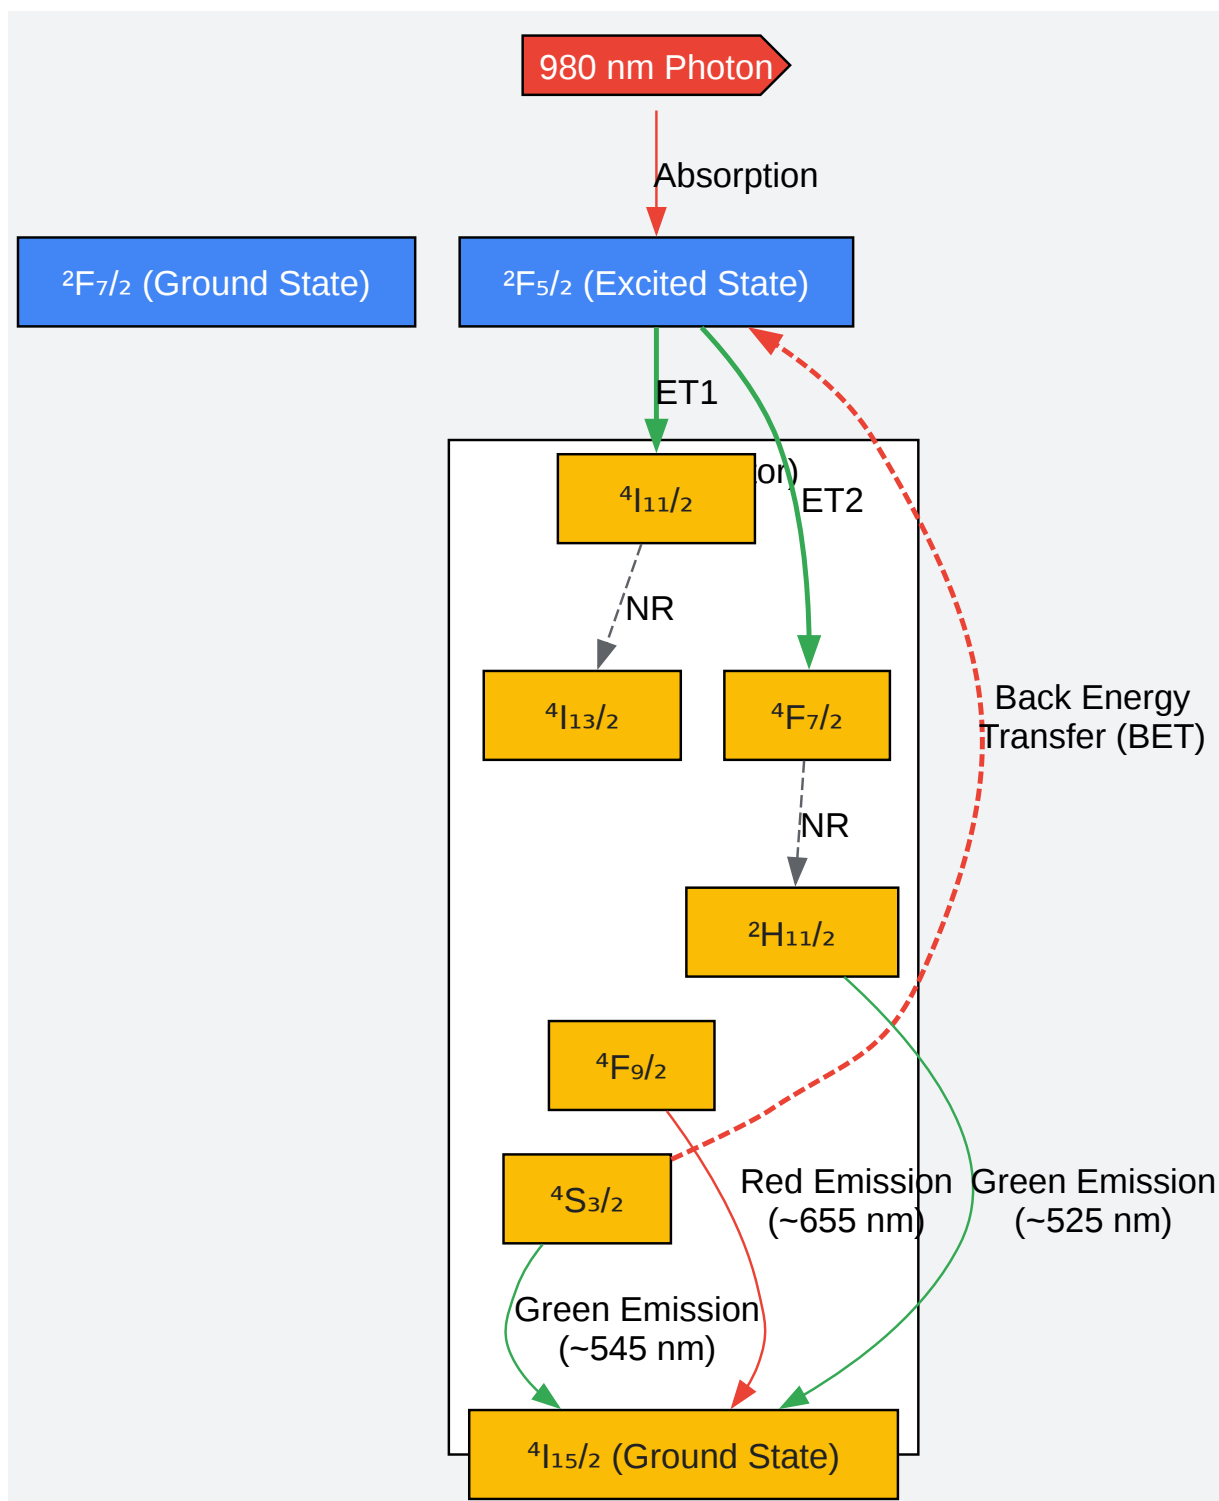 980 nm Photon
Absorption
²F₇/₂ (Ground State)
²F₅/₂ (Excited State)
ET1
or)
⁴I₁₁/₂
ET2
NR
⁴I₁₃/₂
⁴F₇/₂
Back Energy
Transfer (BET)
NR
²H₁₁/₂
⁴F₉/₂
⁴S₃/₂
Red Emission
(~655 nm)
Green Emission
(~525 nm)
Green Emission
(~545 nm)
⁴I₁₅/₂ (Ground State)